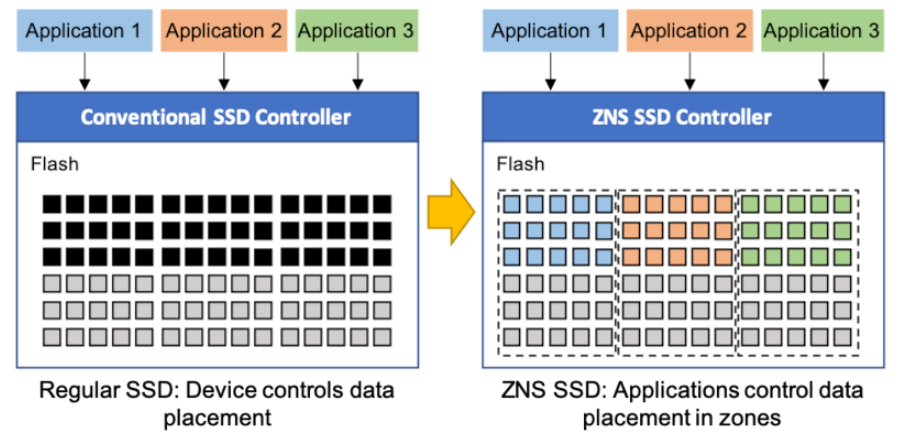 Application 1
Application 2
Application 3
Conventional SSD Controller
Flash
Regular SSD: Device controls data
placement
Application 1
Application 2
Application 3
ZNS SSD Controller
Flash
ZNS SSD: Applications control data
placement in zones